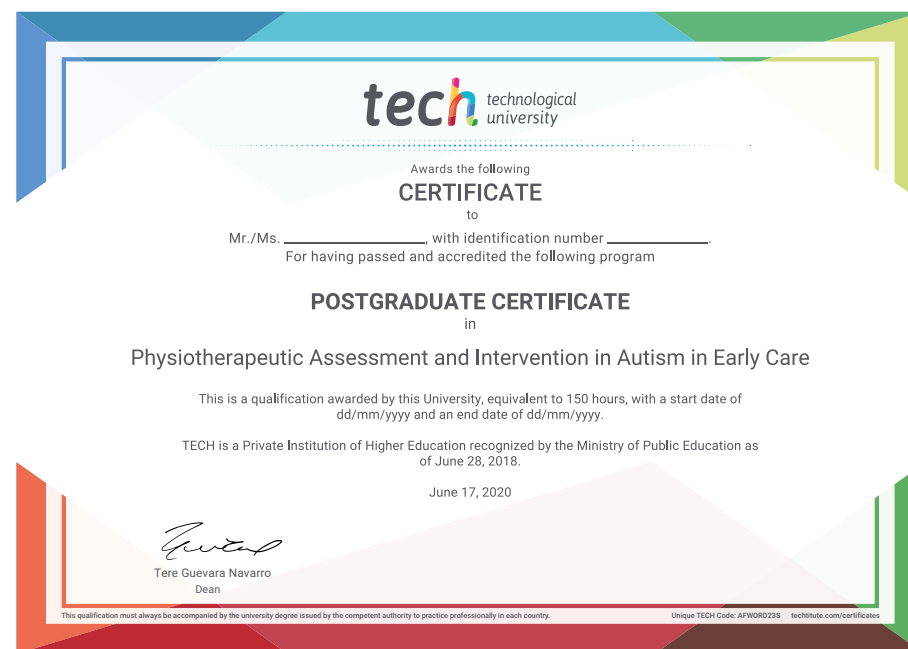 tech technological
university
Awards the following
CERTIFICATE
to
Mr./Ms. ____________________, with identification number ______________.
For having passed and accredited the following program
POSTGRADUATE CERTIFICATE
in
Physiotherapeutic Assessment and Intervention in Autism in Early Care
This is a qualification awarded by this University, equivalent to 150 hours, with a start date of
dd/mm/yyyy and an end date of dd/mm/yyyy.
TECH is a Private Institution of Higher Education recognized by the Ministry of Public Education as
of June 28, 2018.
June 17, 2020
Tere Guevara Navarro
Dean
This qualification must always be accompanied by the university degree issued by the competent authority to practice professionally in each country. Unique TECH Code: AFWORD23S techtitute.com/certificates